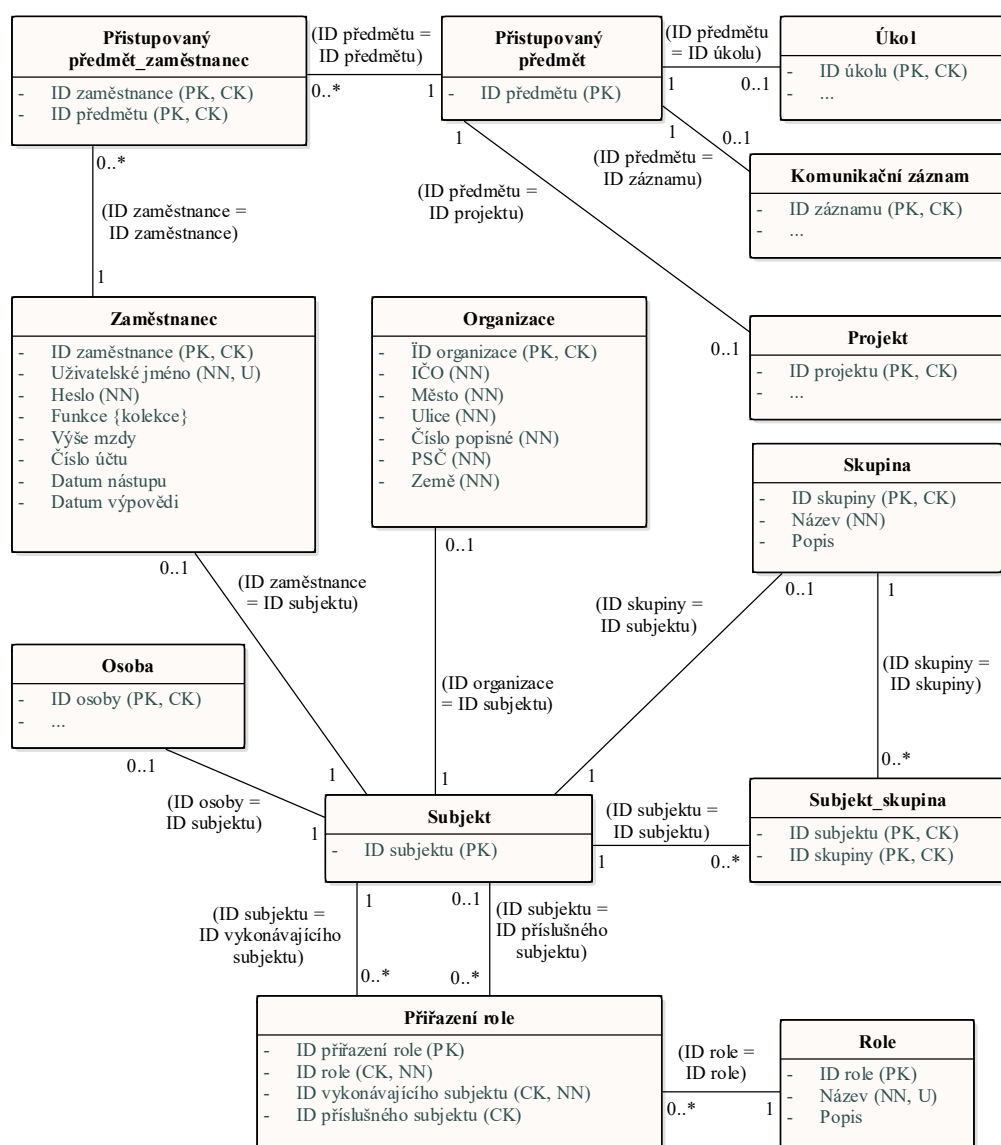 Přistupovaný
předmět_zaměstnanec
- ID zaměstnance (PK, CK)
- ID předmětu (PK, CK)
(ID předmětu =
ID předmětu)
0..*
1
Přistupovaný
předmět
- ID předmětu (PK)
(ID předmětu
= ID úkolu)
1
0..1
Úkol
- ID úkolu (PK, CK)
- ...
1
0..1
(ID předmětu =
ID záznamu)
Komunikační záznam
- ID záznamu (PK, CK)
- ...
1
(ID předmětu =
ID projektu)
0..1
Projekt
- ID projektu (PK, CK)
- ...
0..*
(ID zaměstnance =
ID zaměstnance)
1
Zaměstnanec
- ID zaměstnance (PK, CK)
- Uživatelské jméno (NN, U)
- Heslo (NN)
- Funkce {kolekce}
- Výše mzdy
- Číslo účtu
- Datum nástupu
- Datum výpovědi
Organizace
- ÏD organizace (PK, CK)
- IČO (NN)
- Město (NN)
- Ulice (NN)
- Číslo popisné (NN)
- PSČ (NN)
- Země (NN)
Skupina
- ID skupiny (PK, CK)
- Název (NN)
- Popis
0..1
(ID zaměstnance
= ID subjektu)
1
0..1
(ID organizace
= ID subjektu)
1
0..1
(ID skupiny =
ID subjektu)
1
1
(ID skupiny =
ID skupiny)
0..*
Osoba
- ID osoby (PK, CK)
- ...
0..1
(ID osoby =
ID subjektu)
1
Subjekt
- ID subjektu (PK)
(ID subjektu =
ID subjektu)
1
0..*
Subjekt_skupina
- ID subjektu (PK, CK)
- ID skupiny (PK, CK)
1
(ID subjektu =
ID vykonávajícího
subjektu)
0..*
0..1
(ID subjektu =
ID příslušného
subjektu)
0..*
Přiřazení role
- ID přiřazení role (PK)
- ID role (CK, NN)
- ID vykonávajícího subjektu (CK, NN)
- ID příslušného subjektu (CK)
(ID role =
ID role)
0..*
1
Role
- ID role (PK)
- Název (NN, U)
- Popis